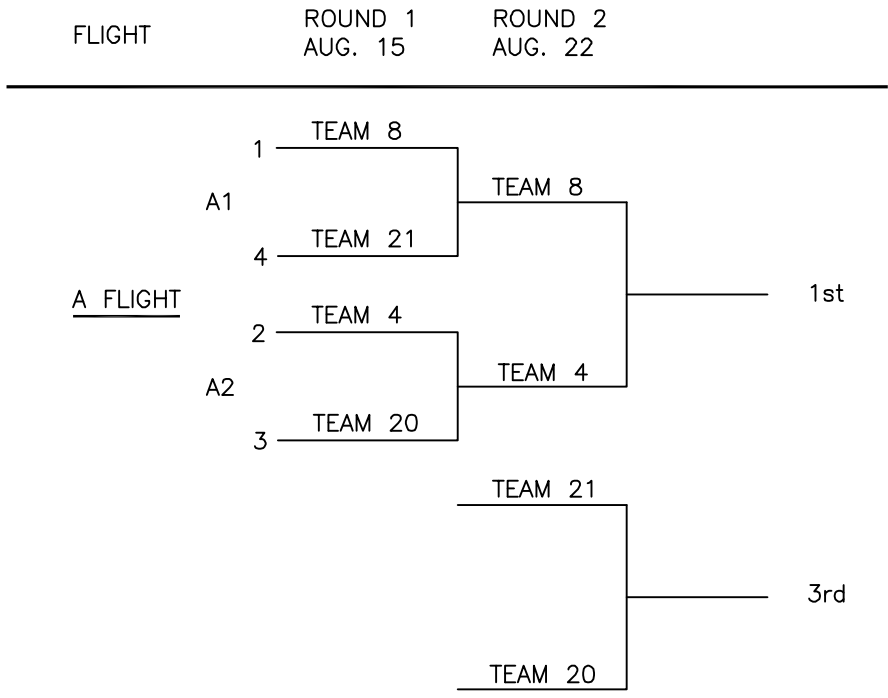 FLIGHT
ROUND 1
AUG. 15
ROUND 2
AUG. 22
1
TEAM 8
A1
TEAM 8
4
TEAM 21
A FLIGHT
1st
2
TEAM 4
A2
TEAM 4
3
TEAM 20
TEAM 21
3rd
TEAM 20